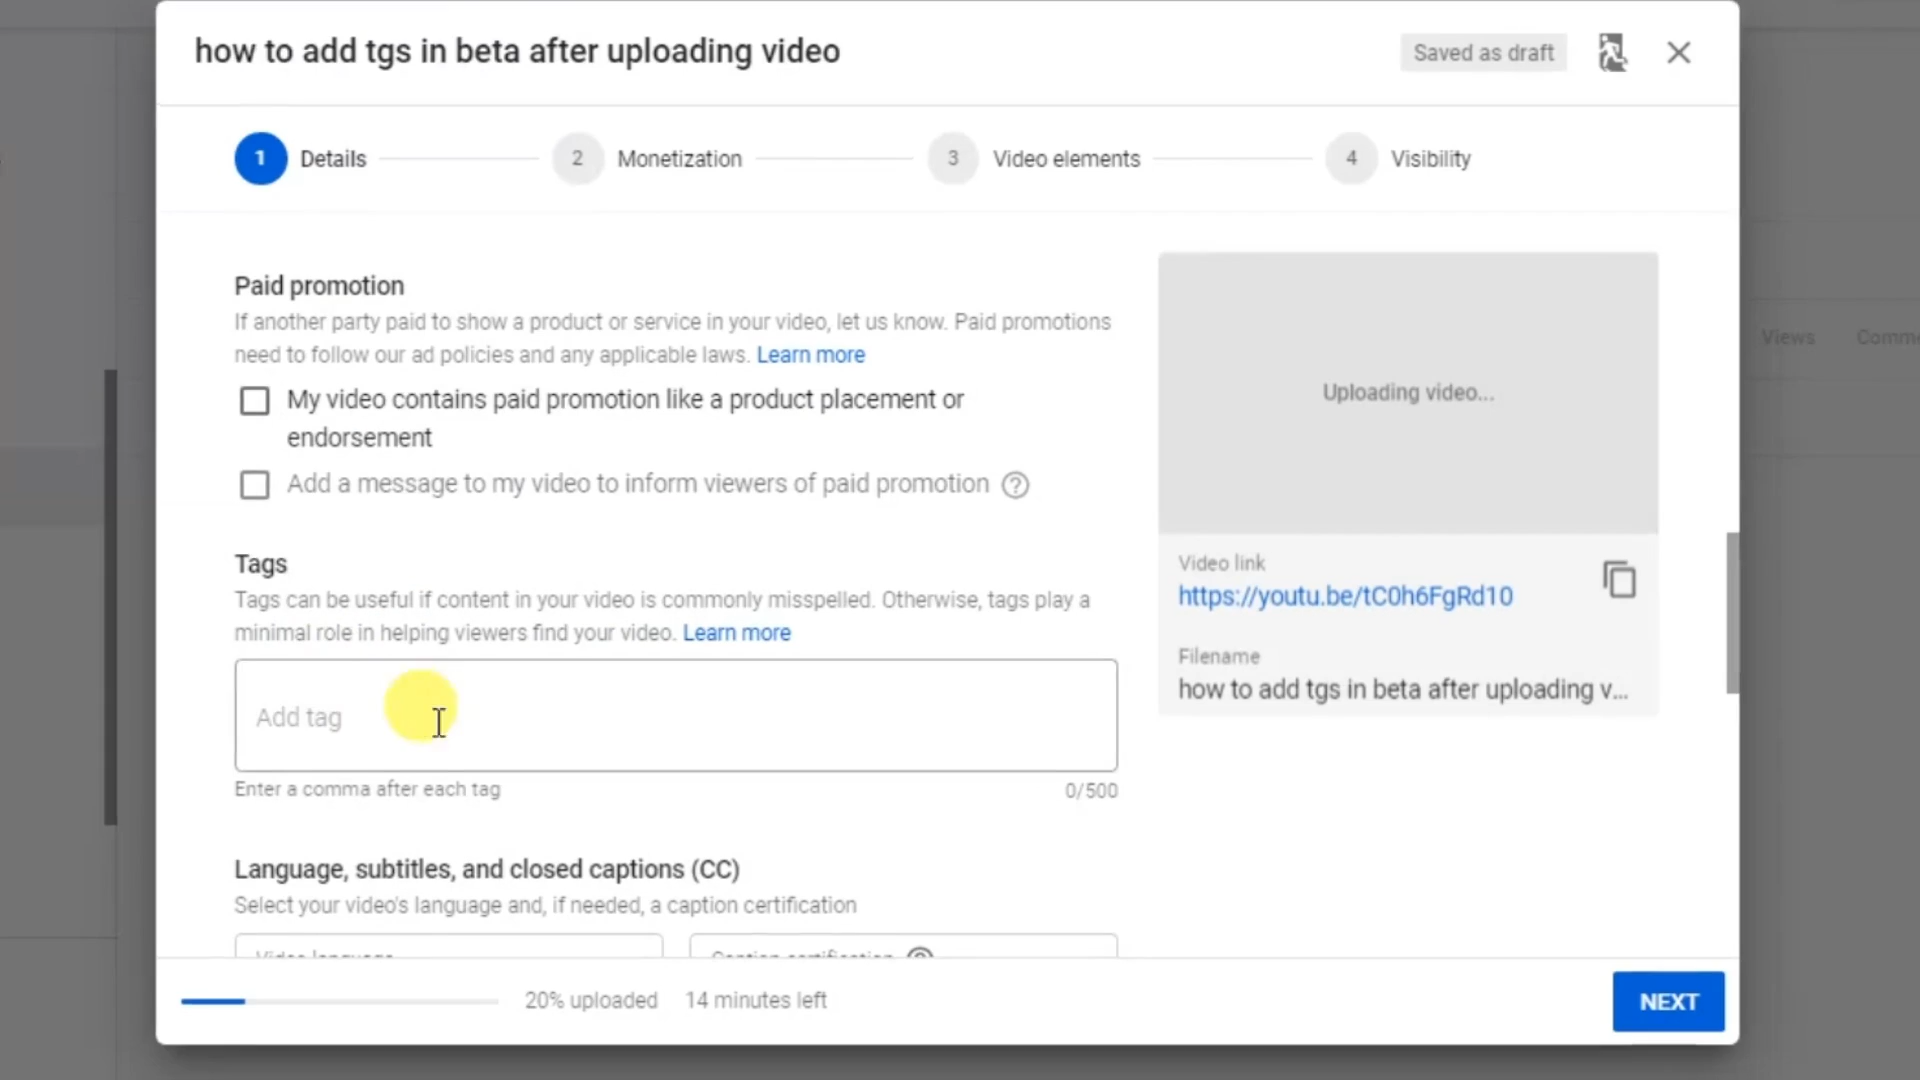 how to add tgs in beta after uploading video
Saved as draft
1 Details
2 Monetization
3 Video elements
4 Visibility
Paid promotion
If another party paid to show a product or service in your video, let us know. Paid promotions
need to follow our ad policies and any applicable laws. Learn more
My video contains paid promotion like a product placement or
endorsement
Add a message to my video to inform viewers of paid promotion
Tags
Tags can be useful if content in your video is commonly misspelled. Otherwise, tags play a
minimal role in helping viewers find your video. Learn more
Add tag
Enter a comma after each tag
0/500
Language, subtitles, and closed captions (CC)
Select your video's language and, if needed, a caption certification
Video language
Caption certification
Uploading video...
Video link
https://youtu.be/tC0h6FgRd10
Filename
how to add tgs in beta after uploading v...
Views
Comme
20% uploaded
14 minutes left
NEXT